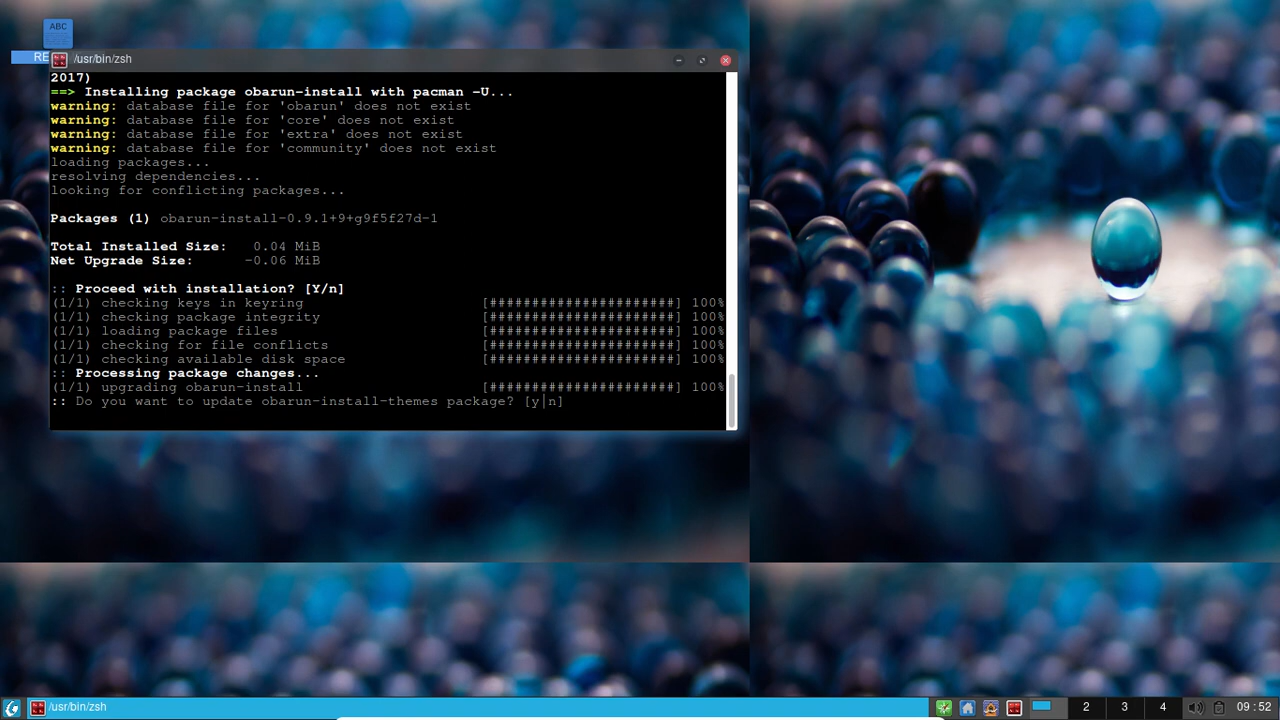 ABC
RE
/usr/bin/zsh
2017)
==> Installing package obarun-install with pacman -U...
warning: database file for 'obarun' does not exist
warning: database file for 'core' does not exist
warning: database file for 'extra' does not exist
warning: database file for 'community' does not exist
loading packages...
resolving dependencies...
looking for conflicting packages...
Packages (1) obarun-install-0.9.1+9+g9f5f27d-1
Total Installed Size: 0.04 MiB
Net Upgrade Size: -0.06 MiB
:: Proceed with installation? [Y/n]
(1/1) checking keys in keyring [######################] 100%
(1/1) checking package integrity [######################] 100%
(1/1) loading package files [######################] 100%
(1/1) checking for file conflicts [######################] 100%
(1/1) checking available disk space [######################] 100%
:: Processing package changes...
(1/1) upgrading obarun-install [######################] 100%
:: Do you want to update obarun-install-themes package? [y|n]
/usr/bin/zsh
2 3 4 09:52